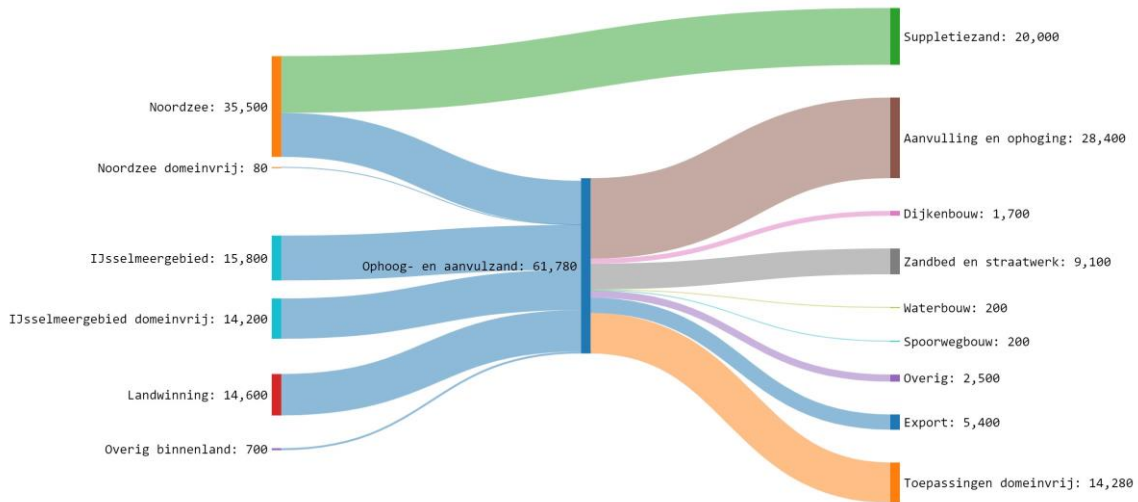 Noordzee: 35,500
Noordzee domeinvrij: 80
IJsselmeergebied: 15,800
IJsselmeergebied domeinvrij: 14,200
Landwinning: 14,600
Overig binnenland: 700
Ophoog- en aanvulzand: 61,780
Suppletiezand: 20,000
Aanvulling en ophoging: 28,400
Dijkenbouw: 1,700
Zandbed en straatwerk: 9,100
Waterbouw: 200
Spoorwegbouw: 200
Overig: 2,500
Export: 5,400
Toepassingen domeinvrij: 14,280